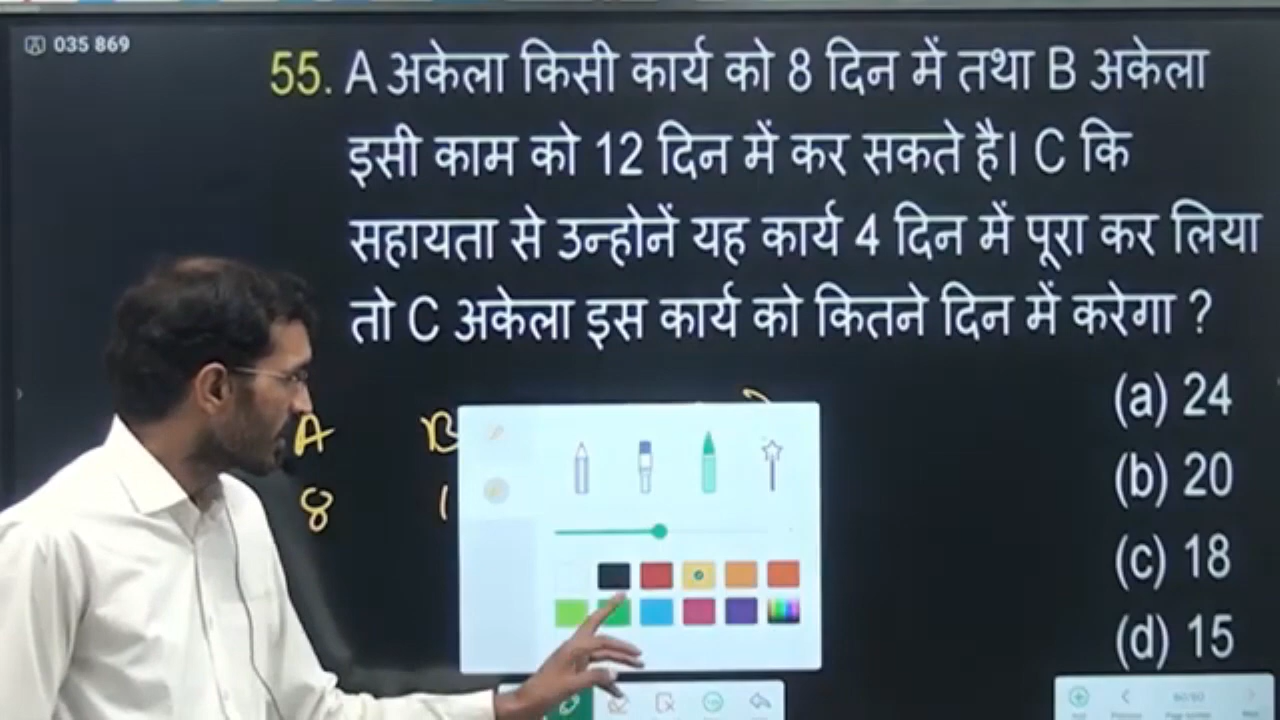 035 869
55. A अकेला किसी कार्य को 8 दिन में तथा B अकेला
इसी काम को 12 दिन में कर सकते है। C कि
सहायता से उन्होनें यह कार्य 4 दिन में पूरा कर लिया
तो C अकेला इस कार्य को कितने दिन में करेगा ?
(a) 24
(b) 20
(c) 18
(d) 15
A B
8 1